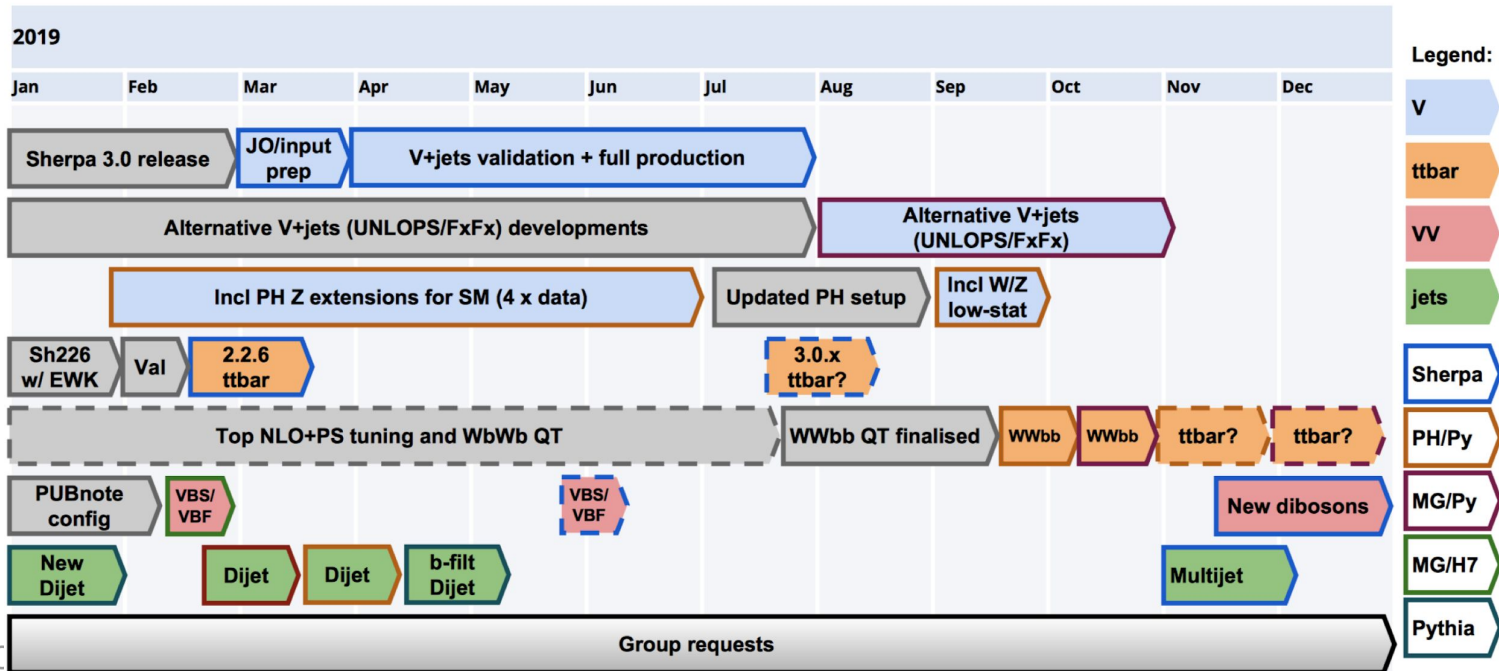 2019
Legend:
Jan Feb Mar Apr May Jun Jul Aug Sep Oct Nov Dec
V
ttbar
VV
jets
Sherpa
PH/Py
MG/Py
MG/H7
Pythia
Sherpa 3.0 release
JO/input
prep
V+jets validation + full production
Alternative V+jets (UNLOPS/FxFx) developments
Alternative V+jets
(UNLOPS/FxFx)
Incl PH Z extensions for SM (4 x data)
Updated PH setup
Incl W/Z
low-stat
Sh226
w/ EWK
Val
2.2.6
ttbar
3.0.x
ttbar?
Top NLO+PS tuning and WbWb QT
WWbb QT finalised
WWbb
WWbb
ttbar?
ttbar?
PUBnote
config
VBS/
VBF
VBS/
VBF
New dibosons
New
Dijet
Dijet
Dijet
b-filt
Dijet
Multijet
Group requests